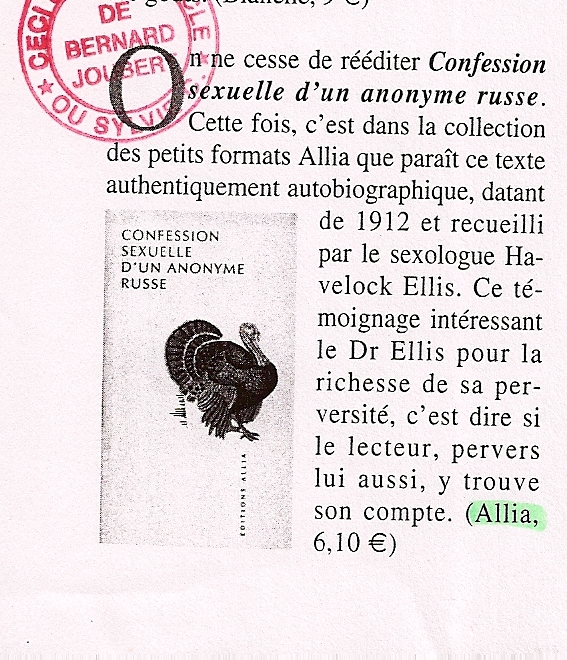 DE
BERNARD
JOUBERT
OU SYLVIE
On ne cesse de rééditer Confession
sexuelle d'un anonyme russe.
Cette fois, c'est dans la collection
des petits formats Allia que paraît ce texte
authentiquement autobiographique, datant
de 1912 et recueilli
par le sexologue Ha-
velock Ellis. Ce té-
moignage intéressant
le Dr Ellis pour la
richesse de sa per-
versité, c'est dire si
le lecteur, pervers
lui aussi, y trouve
son compte. (Allia,
6,10 €)
CONFESSION
SEXUELLE
D'UN ANONYME
RUSSE
EDITIONS ALLIA